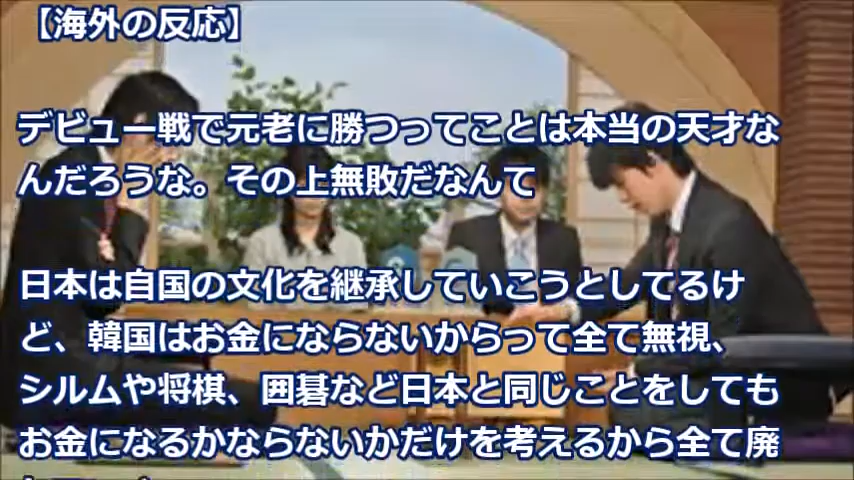 【海外の反応】
デビュー戦で元老に勝つってことは本当の天才な
んだろうな。その上無敗だなんて
日本は自国の文化を継承していこうとしてるけ
ど、韓国はお金にならないからって全て無視、
シルムや将棋、囲碁など日本と同じことをしても
お金になるかならないかだけを考えるから全て廃